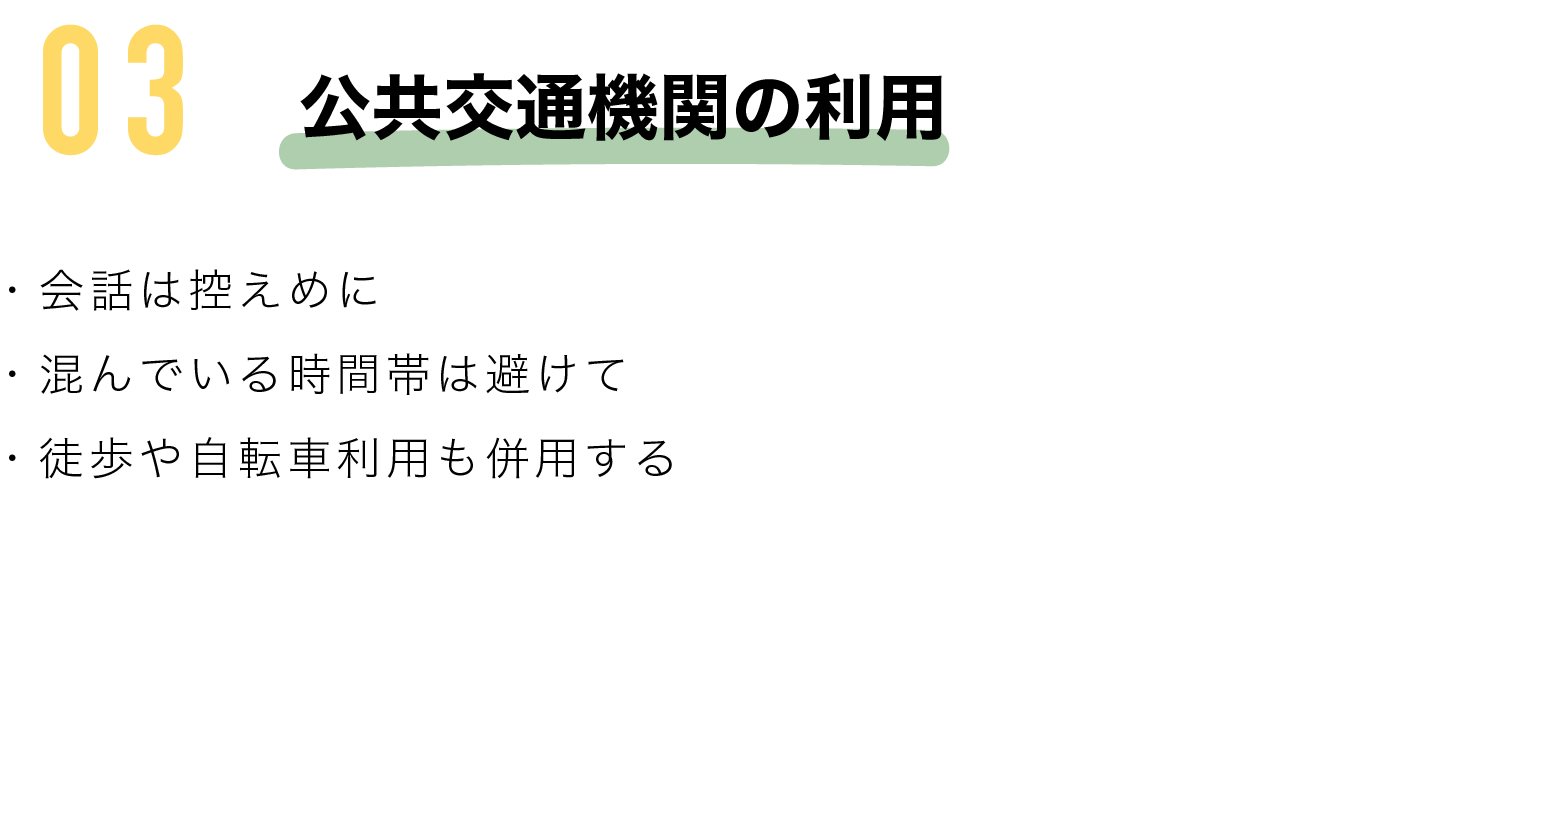 03
公共交通機関の利用
・会話は控えめに
・混んでいる時間帯は避けて
・徒歩や自転車利用も併用する